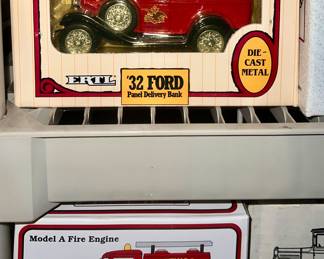 DIE-
CAST
METAL
ERTL
'32 FORD
Panel Delivery Bank
Model A Fire Engine